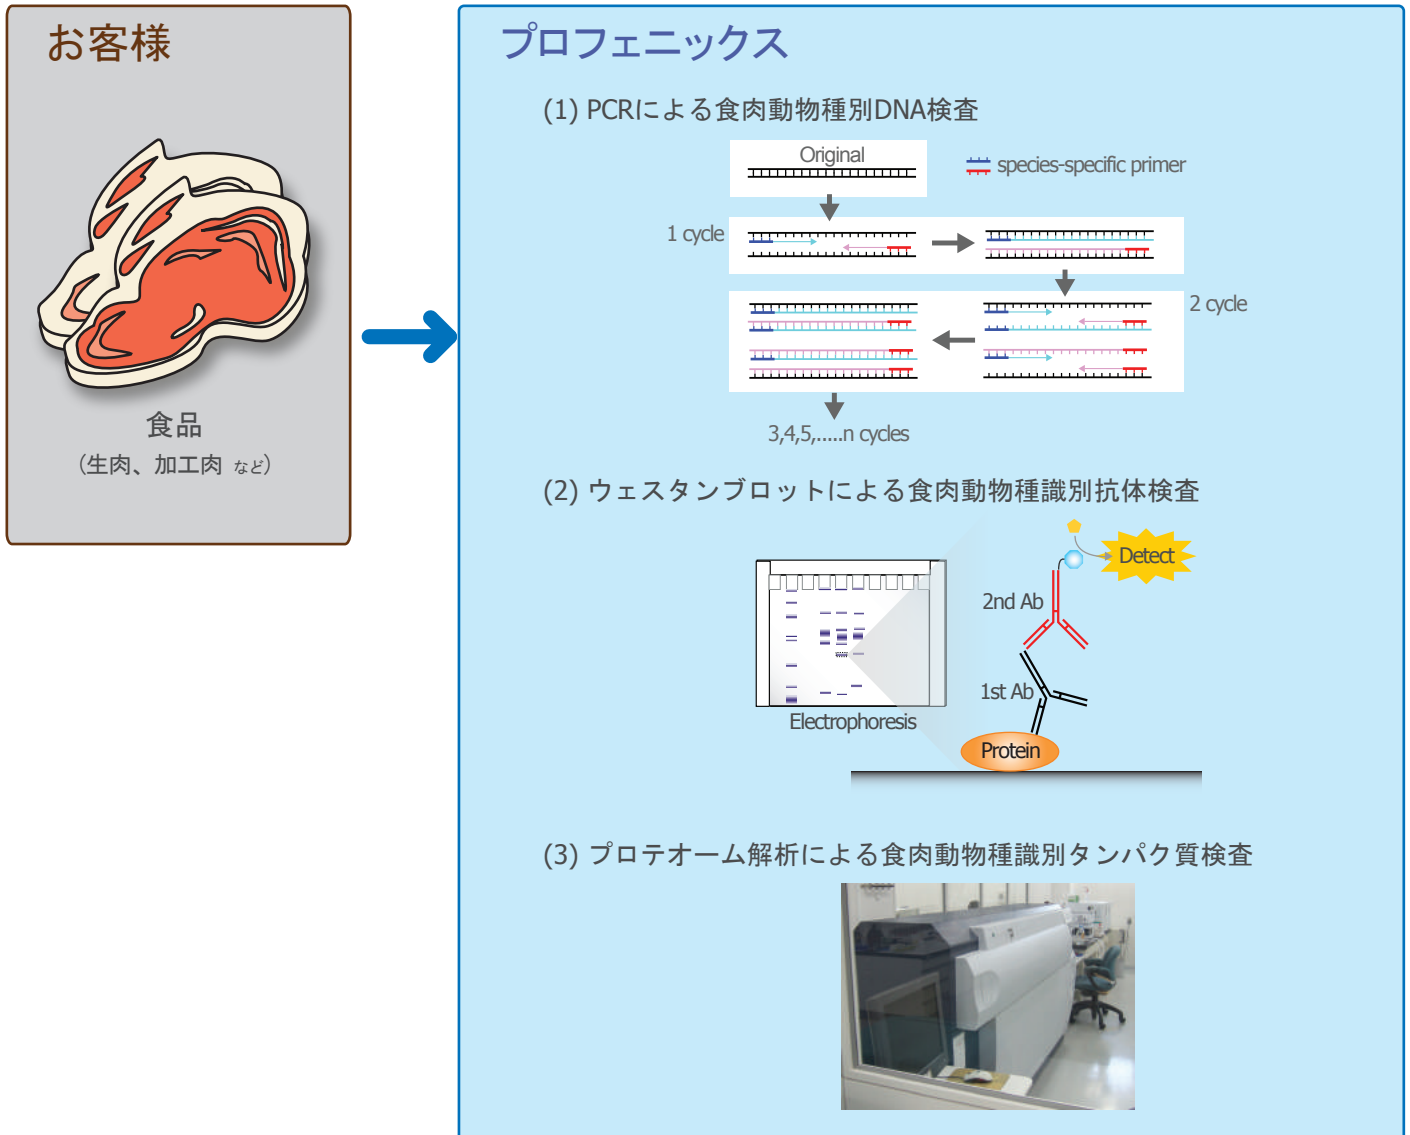 お客様
食品
(生肉、加工肉 など)
プロフェニックス
(1) PCRによる食肉動物種別DNA検査
Original
species-specific primer
1 cycle
2 cycle
3,4,5,.....n cycles
(2) ウェスタンブロットによる食肉動物種識別抗体検査
Detect
2nd Ab
1st Ab
Electrophoresis
Protein
(3) プロテオーム解析による食肉動物種識別タンパク質検査